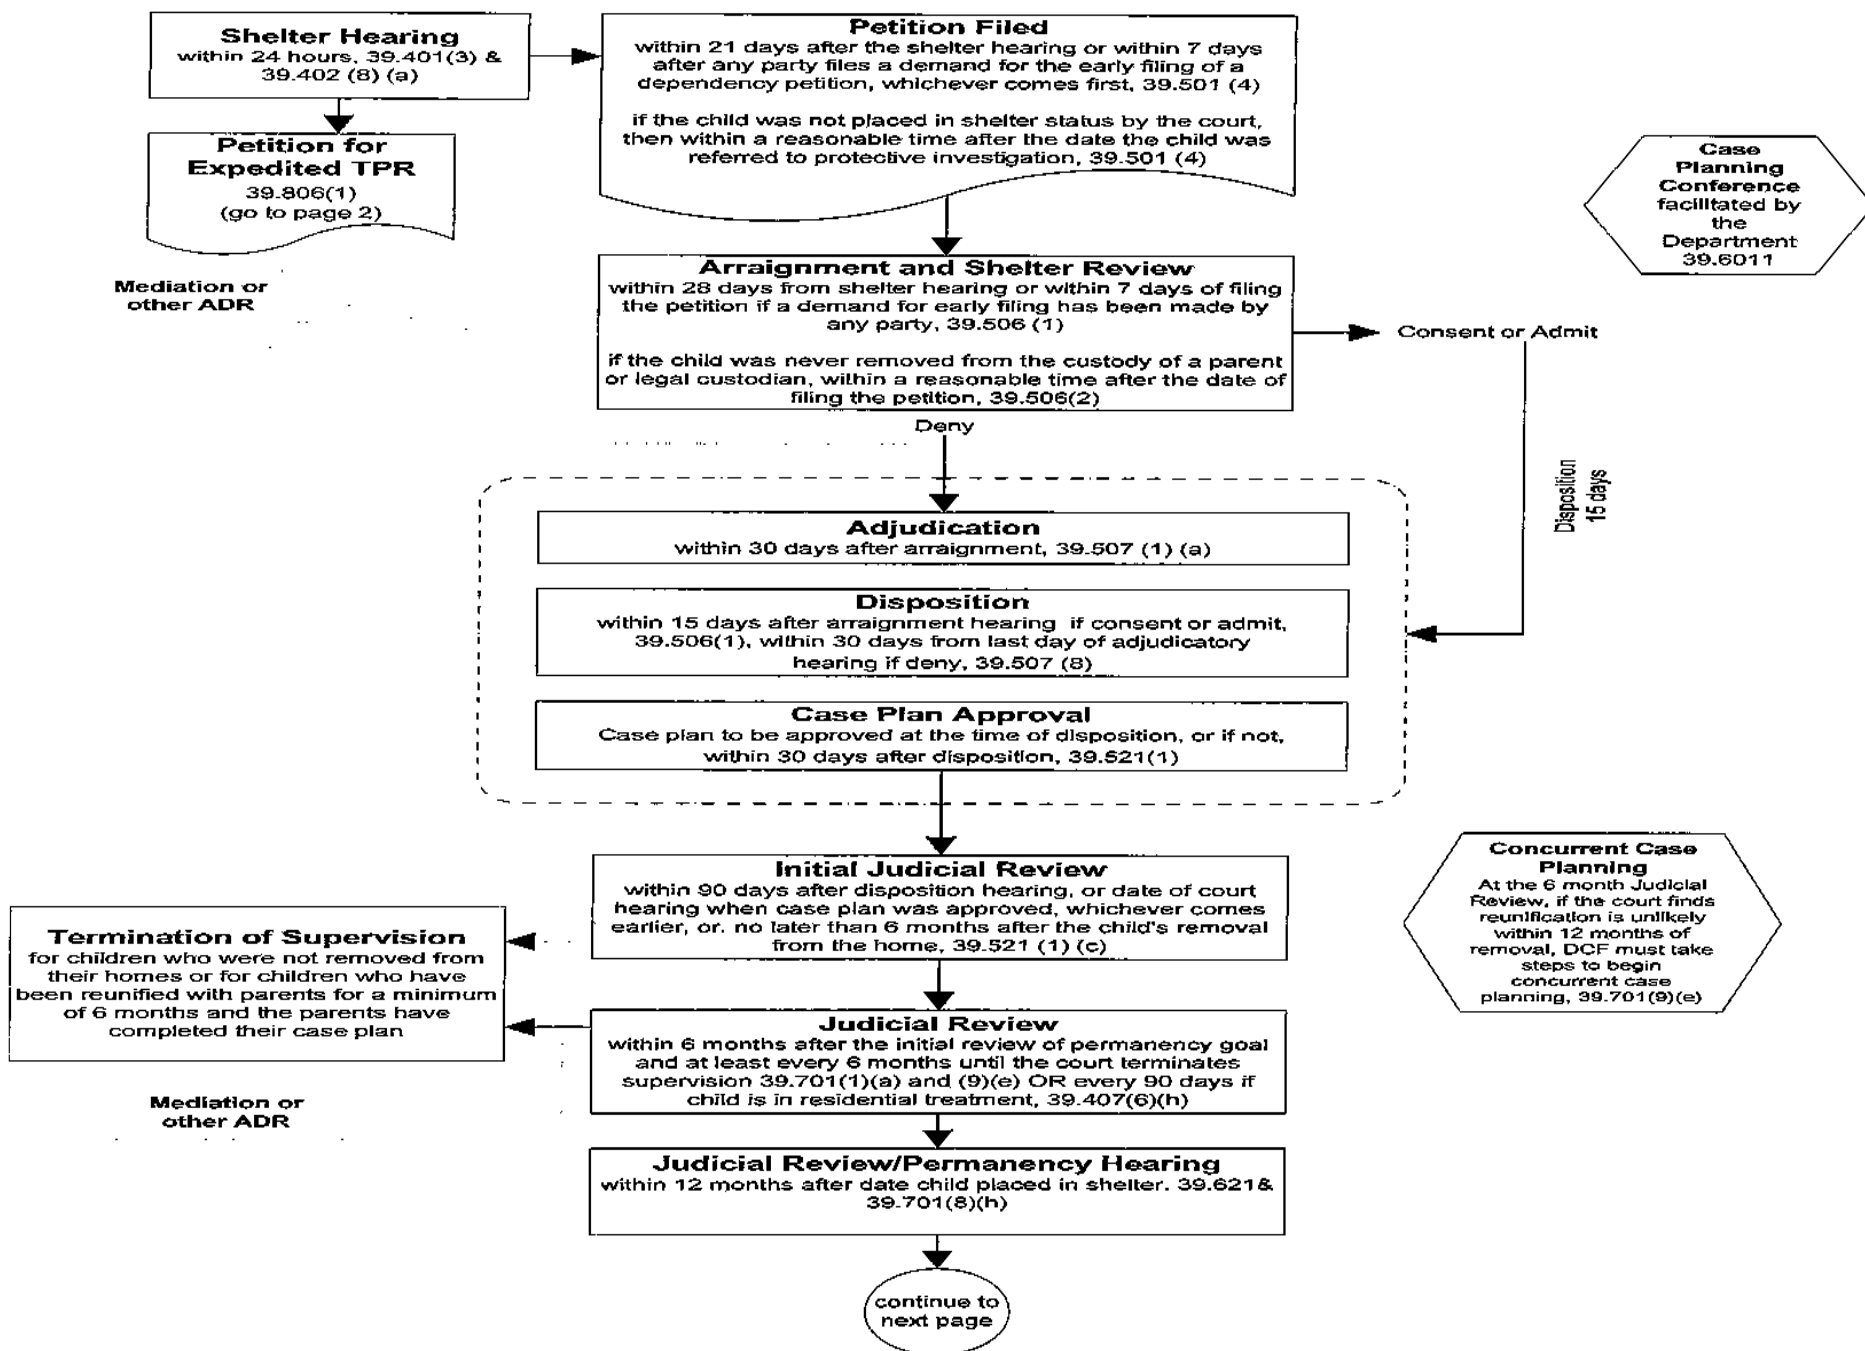 Shelter Hearing
within 24 hours, 39.401(3) &
39.402 (8) (a)
Petition Filed
within 21 days after the shelter hearing or within 7 days
after any party files a demand for the early filing of a
dependency petition, whichever comes first, 39.501 (4)
if the child was not placed in shelter status by the court,
then within a reasonable time after the date the child was
referred to protective investigation, 39.501 (4)
Petition for
Expedited TPR
39.806(1)
(go to page 2)
Case
Planning
Conference
facilitated by
the
Department
39.6011
Mediation or
other ADR
Arraignment and Shelter Review
within 28 days from shelter hearing or within 7 days of filing
the petition if a demand for early filing has been made by
any party, 39.506 (1)
if the child was never removed from the custody of a parent
or legal custodian, within a reasonable time after the date of
filing the petition, 39.506(2)
Consent or Admit
Deny
Disposition
15 days
Adjudication
within 30 days after arraignment, 39.507 (1) (a)
Disposition
within 15 days after arraignment hearing if consent or admit,
39.506(1), within 30 days from last day of adjudicatory
hearing if deny, 39.507 (8)
Case Plan Approval
Case plan to be approved at the time of disposition, or if not,
within 30 days after disposition, 39.521(1)
Initial Judicial Review
within 90 days after disposition hearing, or date of court
hearing when case plan was approved, whichever comes
earlier, or. no later than 6 months after the child's removal
from the home, 39.521 (1) (c)
Concurrent Case
Planning
At the 6 month Judicial
Review, if the court finds
reunification is unlikely
within 12 months of
removal, DCF must take
steps to begin
concurrent case
planning, 39.701(9)(e)
Termination of Supervision
for children who were not removed from
their homes or for children who have
been reunified with parents for a minimum
of 6 months and the parents have
completed their case plan
Judicial Review
within 6 months after the initial review of permanency goal
and at least every 6 months until the court terminates
supervision 39.701(1)(a) and (9)(e) OR every 90 days if
child is in residential treatment, 39.407(6)(h)
Mediation or
other ADR
Judicial Review/Permanency Hearing
within 12 months after date child placed in shelter. 39.621&
39.701(8)(h)
continue to
next page